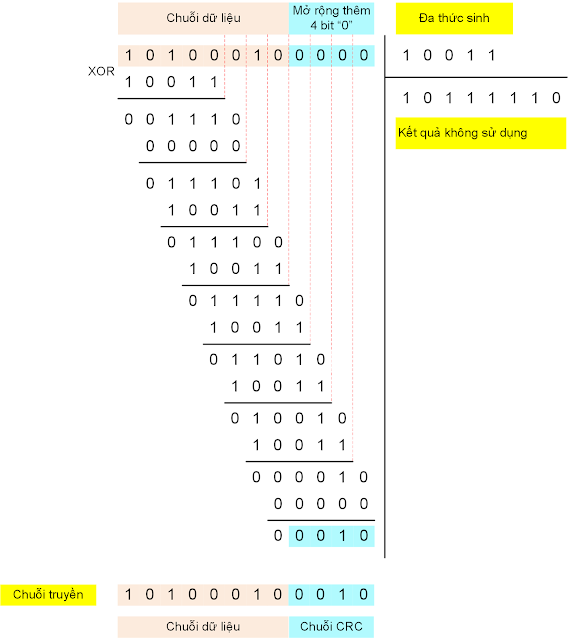 Chuỗi dữ liệu
Mở rộng thêm
4 bit “0”
Đa thức sinh
1 0 1 0 0 0 1 0 0 0 0 0
1 0 0 1 1
XOR
1 0 0 1 1
1 0 1 1 1 1 1 0
0 0 1 1 1 0
Kết quả không sử dụng
0 0 0 0 0
0 1 1 1 0 1
1 0 0 1 1
0 1 1 1 0 0
1 0 0 1 1
0 1 1 1 1 0
1 0 0 1 1
0 1 1 0 1 0
1 0 0 1 1
0 1 0 0 1 0
1 0 0 1 1
0 0 0 0 1 0
0 0 0 0 0
0 0 0 1 0
Chuỗi truyền
1 0 1 0 0 0 1 0 0 0 1 0
Chuỗi dữ liệu
Chuỗi CRC